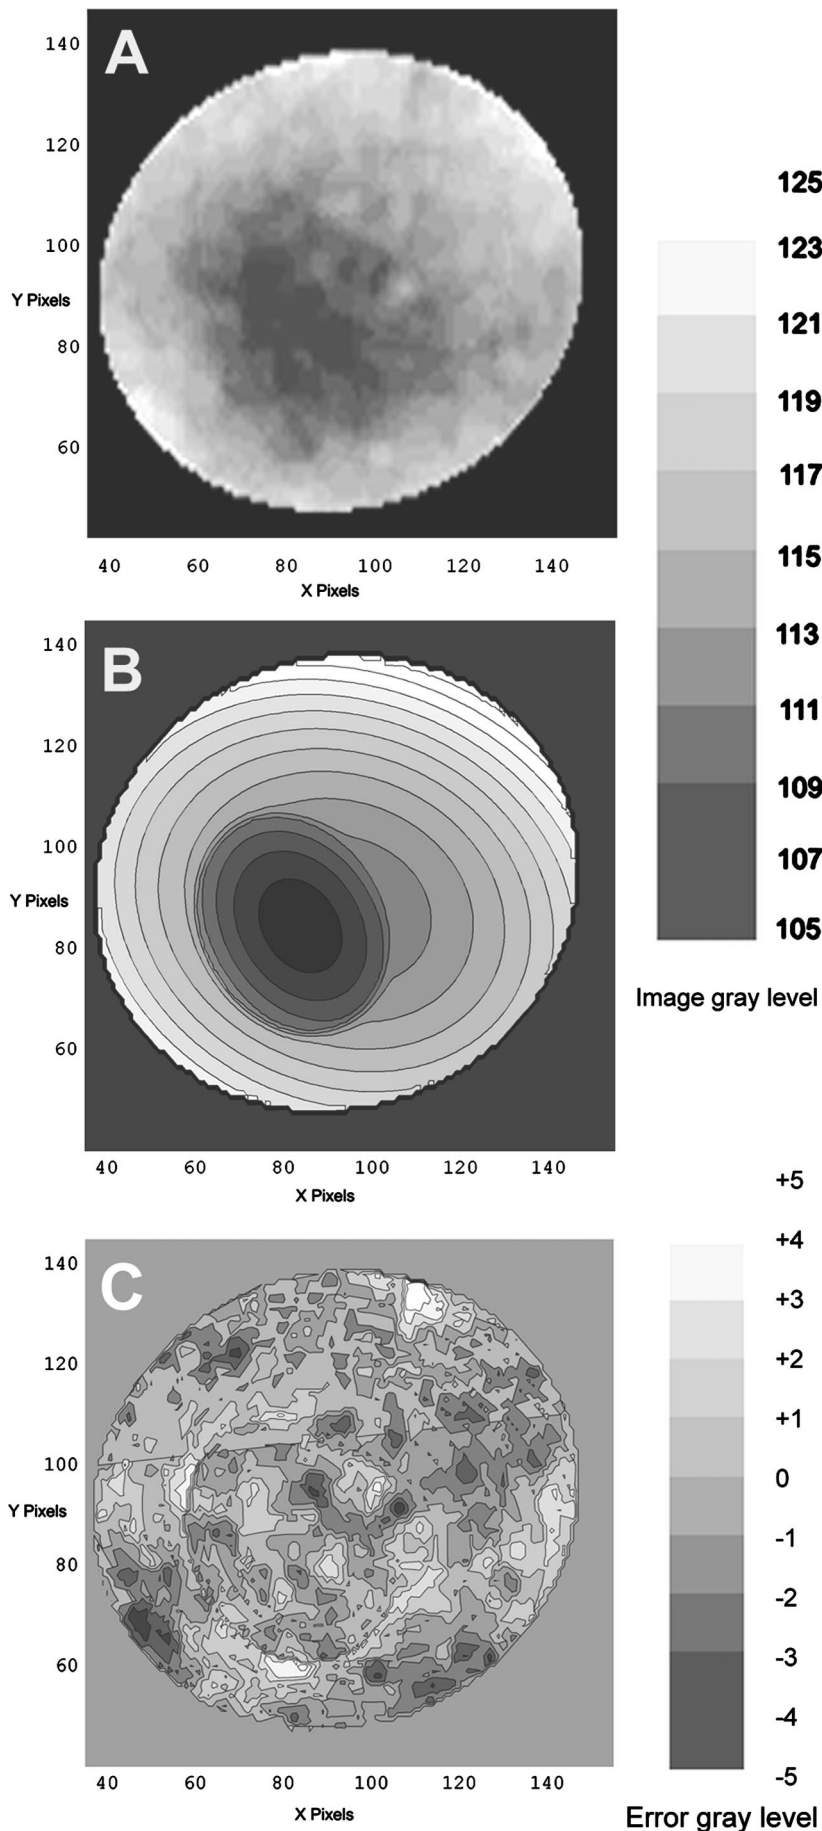 A
140
120
100
Y Pixels
80
60
40 60 80 100 120 140
X Pixels
B
140
120
100
Y Pixels
80
60
40 60 80 100 120 140
X Pixels
C
140
120
100
Y Pixels
80
60
40 60 80 100 120 140
X Pixels
125
123
121
119
117
115
113
111
109
107
105
Image gray level
+5
+4
+3
+2
+1
0
-1
-2
-3
-4
-5
Error gray level